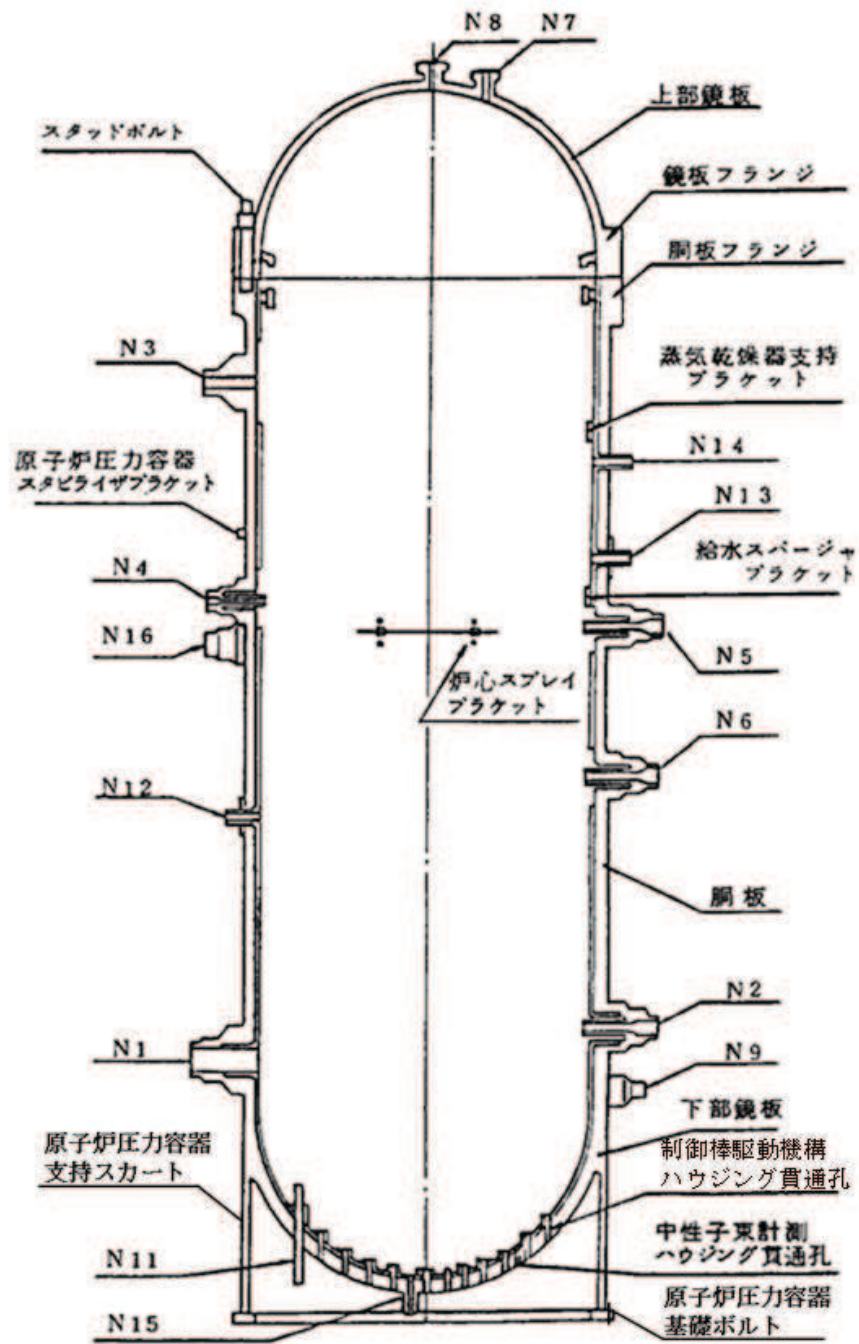 N8
N7
上部鏡板
スタッドボルト
鏡板フランジ
胴板フランジ
N3
蒸気乾燥器支持
ブラケット
原子炉圧力容器
スタビライザブラケット
N14
N13
給水スパージャ
ブラケット
N4
N16
N5
炉心スプレイ
ブラケット
N6
N12
胴板
N2
N1
N9
下部鏡板
原子炉圧力容器
支持スカート
制御棒駆動機構
ハウジング貫通孔
中性子束計測
ハウジング貫通孔
N11
原子炉圧力容器
基礎ボルト
N15